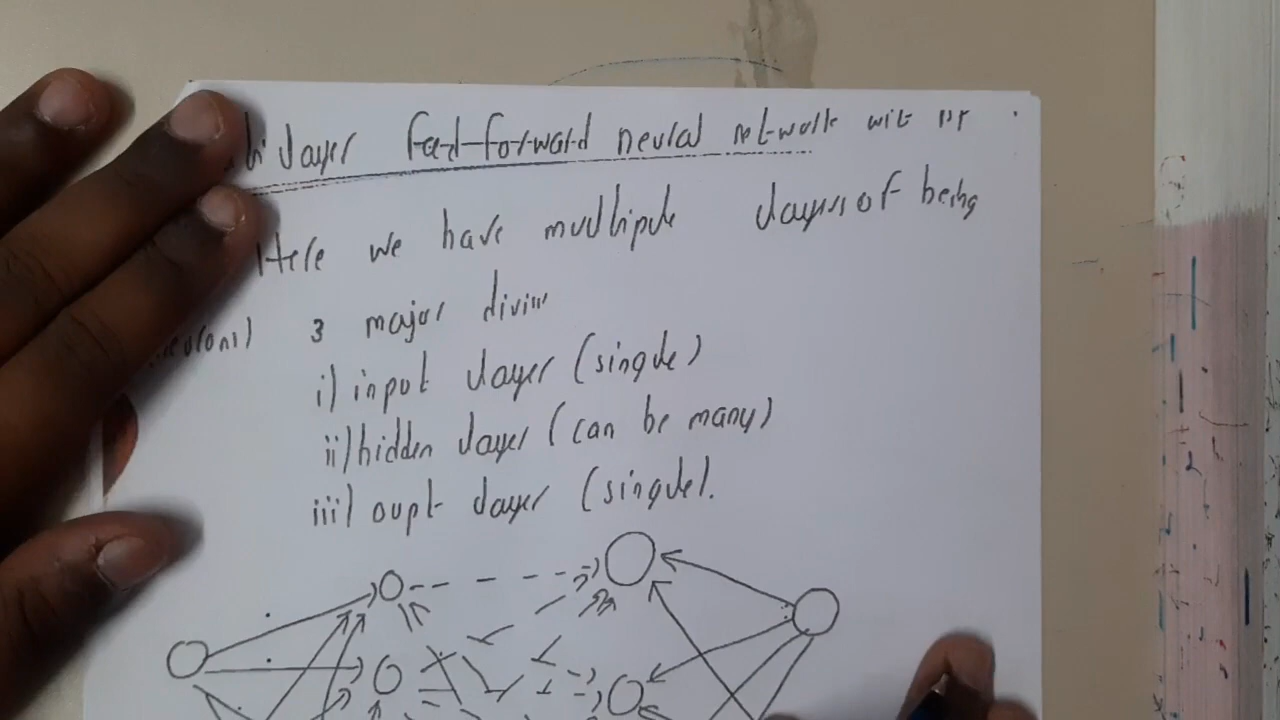 layer feed-forward neural network with
Here we have multiple layers of being
3 major
i) input layer (single)
ii) hidden layer (can be many)
iii) ouput layer (single).